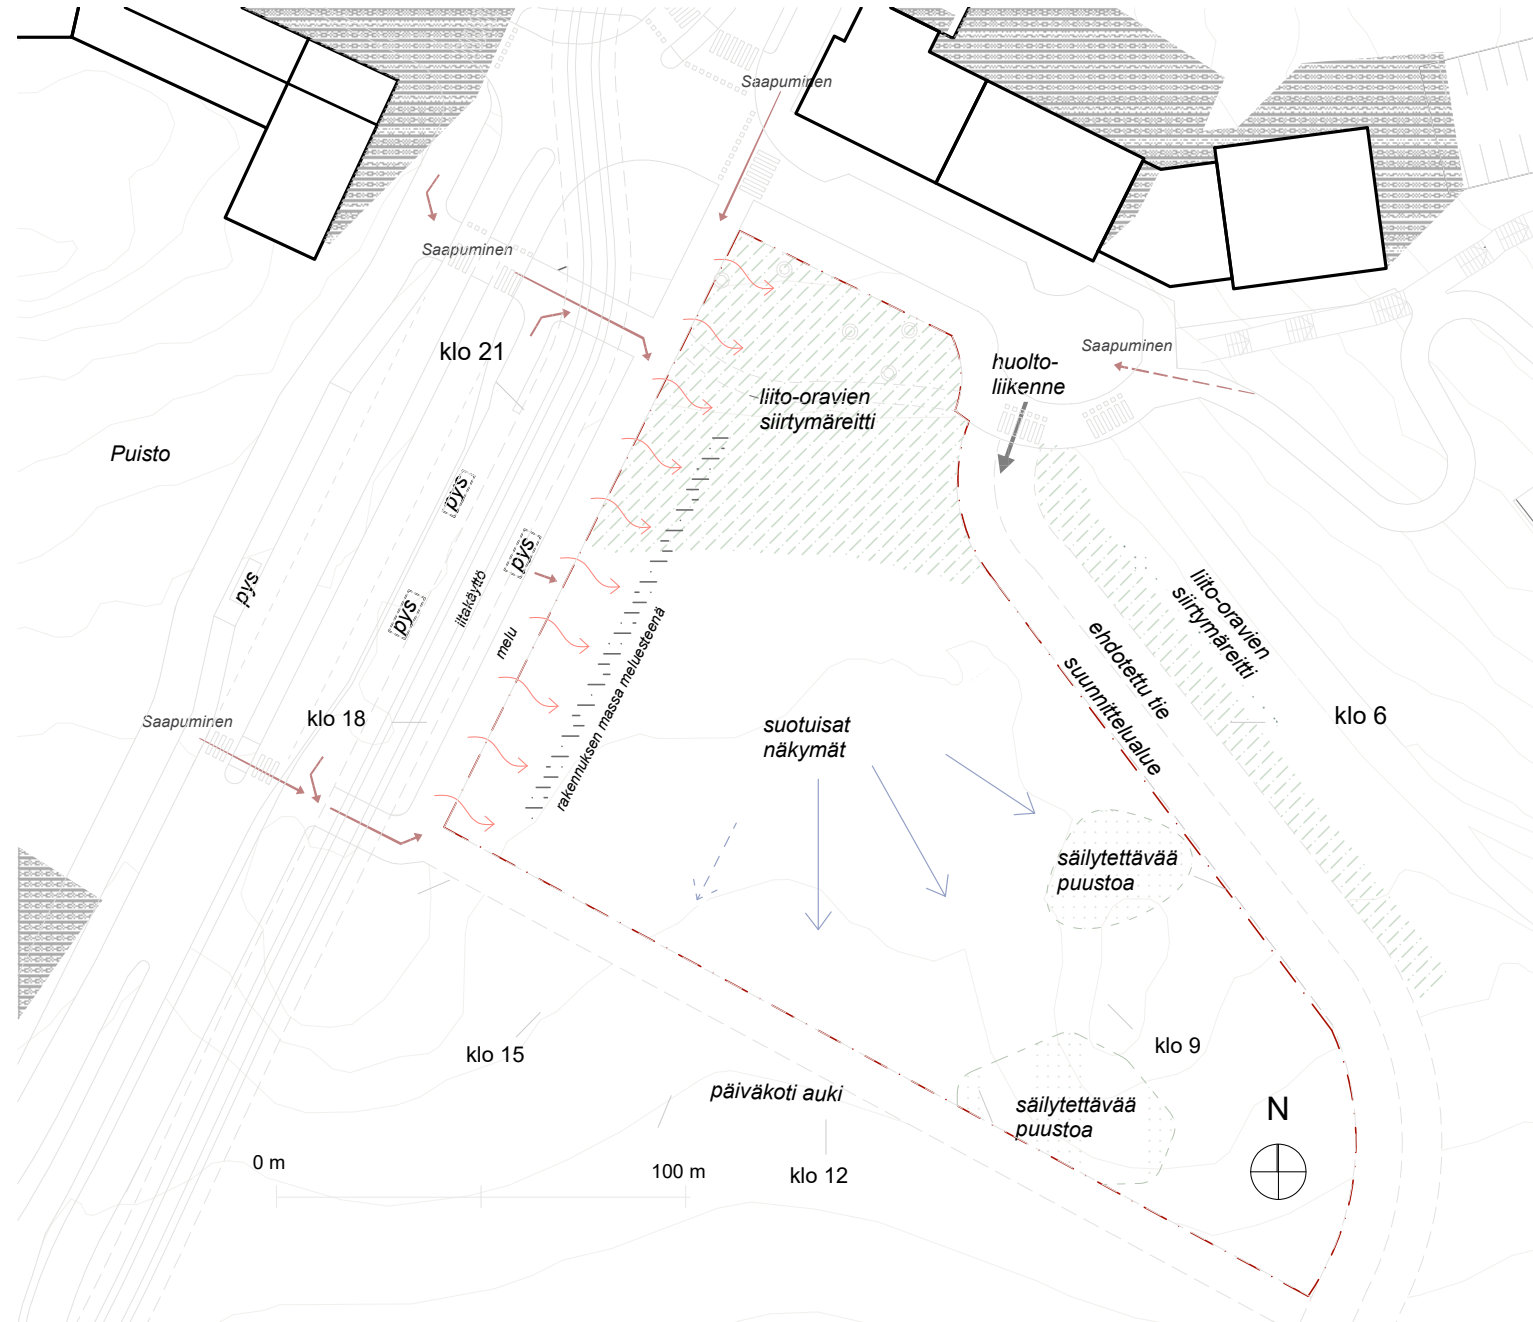 Saapuminen
Saapuminen
klo 21
Saapuminen
huolto-
liikenne
liito-oravien
siirtymäreitti
Puisto
pys
pys
pys
pys
iltakäyttö
melu
rakennuksen massa meluesteenä
liito-oravien
siirtymäreitti
ehdotettu tie
suunnittelualue
Saapuminen
klo 18
suotuisat
näkymät
klo 6
säilytettävää
puustoa
klo 15
klo 9
päiväkoti auki
säilytettävää
puustoa
N
0 m
100 m
klo 12